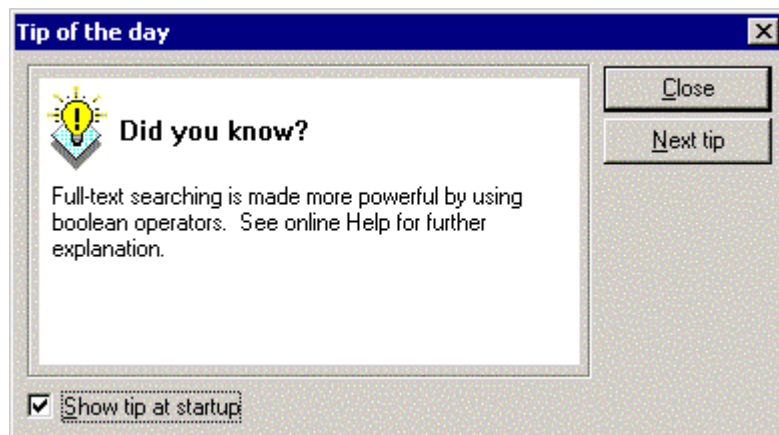 Tip of the day
Close
Did you know?
Next tip
Full-text searching is made more powerful by using
boolean operators.  See online Help for further
explanation.
Show tip at startup